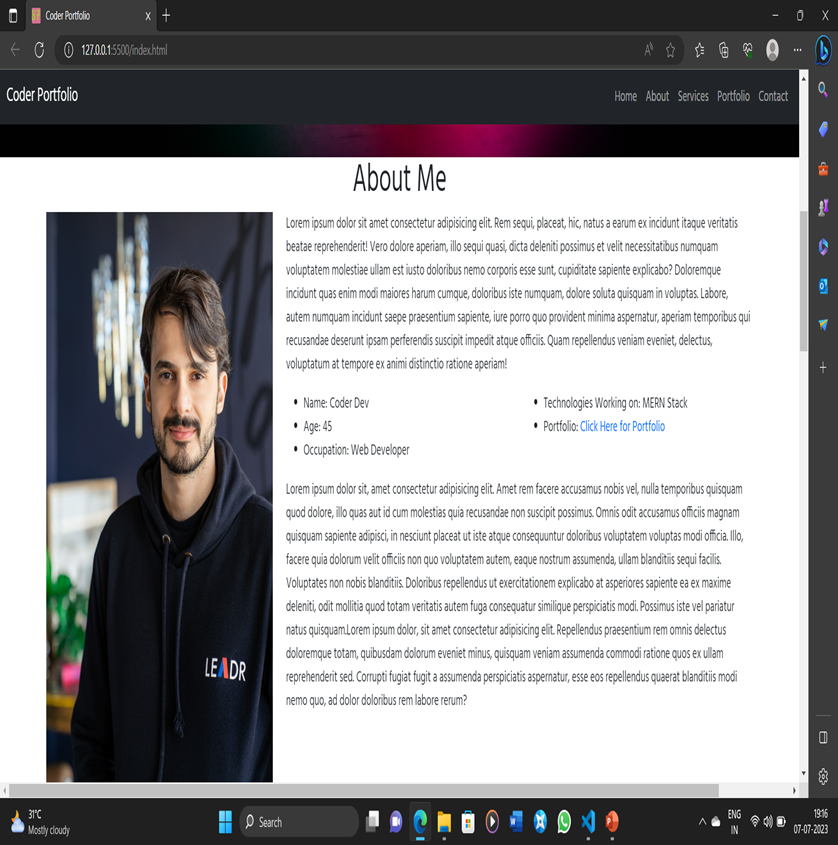 Coder Portfolio
127.0.0.1:5500/index.html
Coder Portfolio
Home About Services Portfolio Contact
About Me
Lorem ipsum dolor sit amet consectetur adipisicing elit. Rem sequi, placeat, hic, natus a earum ex incidunt itaque veritatis
beatae reprehenderit! Vero dolore aperiam, illo sequi quasi, dicta deleniti possimus et velit necessitatibus numquam
voluptatem molestiae ullam est iusto doloribus nemo corporis esse sunt, cupiditate sapiente explicabo? Doloremque
incidunt quas enim modi maiores harum cumque, doloribus iste numquam, dolore soluta quisquam in voluptas. Labore,
autem numquam incidunt saepe praesentium sapiente, iure porro quo provident minima aspernatur, aperiam temporibus qui
recusandae deserunt ipsam perferendis suscipit impedit atque officiis. Quam repellendus veniam eveniet, delectus,
voluptatum at tempore ex animi distinctio ratione aperiam!
Name: Coder Dev
Age: 45
Occupation: Web Developer
Technologies Working on: MERN Stack
Portfolio: Click Here for Portfolio
Lorem ipsum dolor sit, amet consectetur adipisicing elit. Amet rem facere accusamus nobis vel, nulla temporibus quisquam
quod dolore, illo quas aut id cum molestias quia recusandae non suscipit possimus. Omnis odit accusamus officiis magnam
quisquam sapiente adipisci, in nesciunt placeat ut iste atque consequuntur doloribus voluptatem voluptas modi officia. Illo,
facere quia dolorum velit officiis non quo voluptatem autem, eaque nostrum assumenda, ullam blanditiis sequi facilis.
Voluptates non nobis blanditiis. Doloribus repellendus ut exercitationem explicabo at asperiores sapiente ea ex maxime
deleniti, odit mollitia quod totam veritatis autem fuga consequatur similique perspiciatis modi. Possimus iste vel pariatur
natus quisquam.Lorem ipsum dolor, sit amet consectetur adipisicing elit. Repellendus praesentium rem omnis delectus
doloremque totam, quibusdam dolorum eveniet minus, quisquam veniam assumenda commodi ratione quos ex ullam
reprehenderit sed. Corrupti fugiat fugit a assumenda perspiciatis aspernatur, esse eos repellendus quaerat blanditiis modi
nemo quo, ad dolor doloribus rem labore rerum?
LEADR
31°C
Mostly cloudy
Search
ENG
IN
19:16
07-07-2023